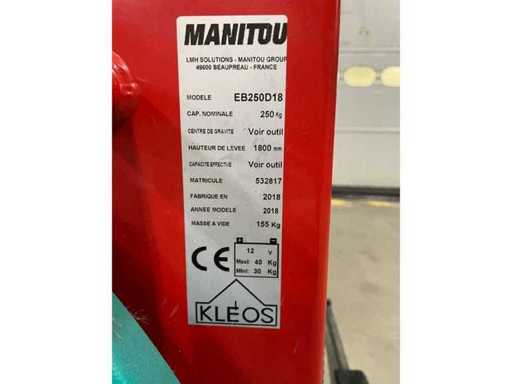 MANITOU
LMH SOLUTIONS - MANITOU GROUP
49600 BEAUPREAU - FRANCE
MODELE EB250D18
CAP. NOMINALE 250 Kg
CENTRE DE GRAVITE Voir outil
HAUTEUR DE LEVEE 1800 mm
CAPACITE EFFECTIVE Voir outil
MATRICULE 532817
FABRIQUE EN 2018
ANNEE MODELE 2018
MASSE A VIDE 155 Kg
CE
12 V
Maxi: 40 Kg
Mini: 30 Kg
KLEOS